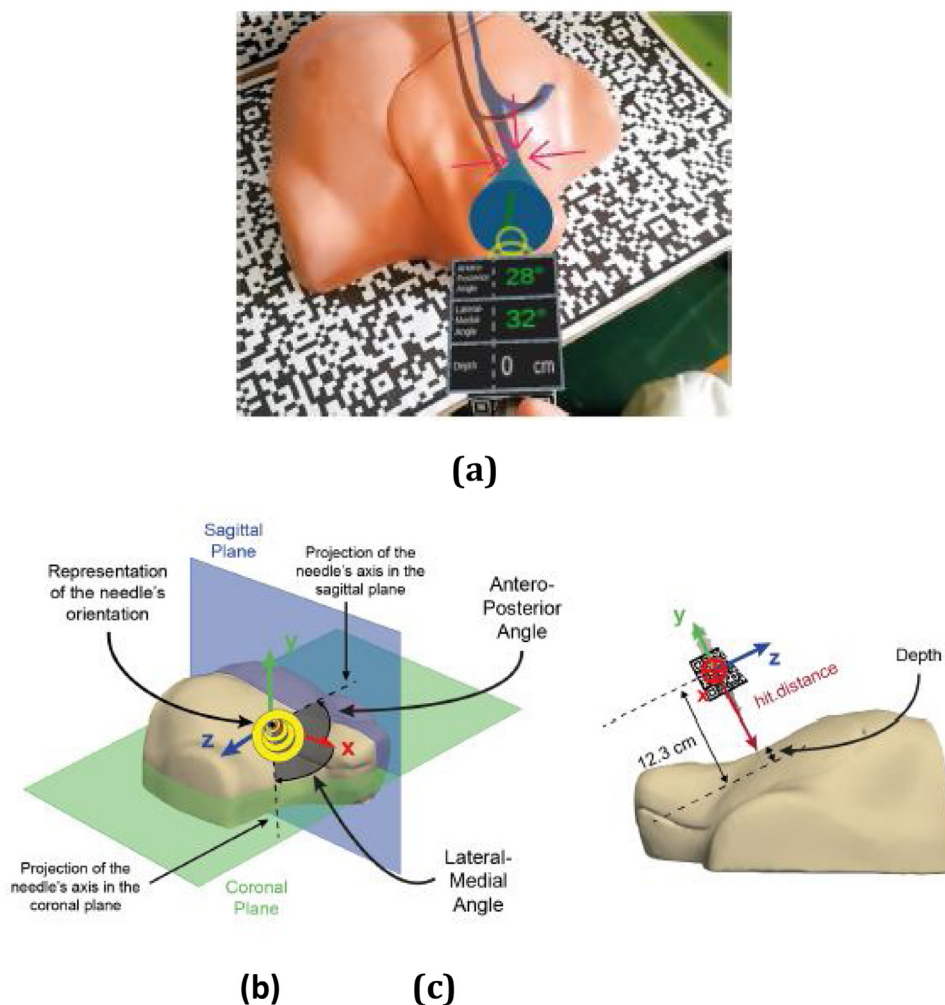 Antero-
Posterior
Angle
28°
Lateral-
Medial
Angle
32°
Depth
0 cm
(a)
Sagittal
Plane
Projection of the
needle's axis in the
sagittal plane
Representation
of the needle's
orientation
Antero-
Posterior
Angle
Y
z
x
Projection of the
needle's axis in the
coronal plane
Coronal
Plane
Lateral-
Medial
Angle
y
z
x
hit.distance
Depth
12.3 cm
(b)
(c)